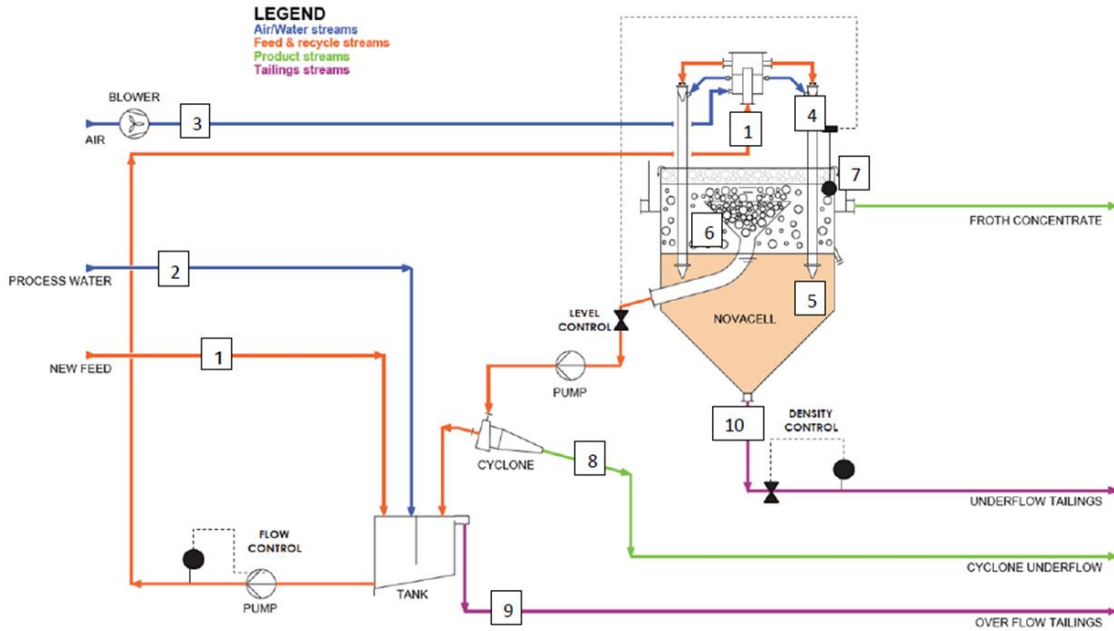 LEGEND
Air/Water streams
Feed & recycle streams
Product streams
Tailings streams
BLOWER
3
AIR
1
4
7
FROTH CONCENTRATE
6
2
PROCESS WATER
5
NOVACELL
LEVEL
CONTROL
1
NEW FEED
PUMP
10
DENSITY
CONTROL
CYCLONE
8
UNDERFLOW TAILINGS
FLOW
CONTROL
CYCLONE UNDERFLOW
TANK
PUMP
9
OVER FLOW TAILINGS